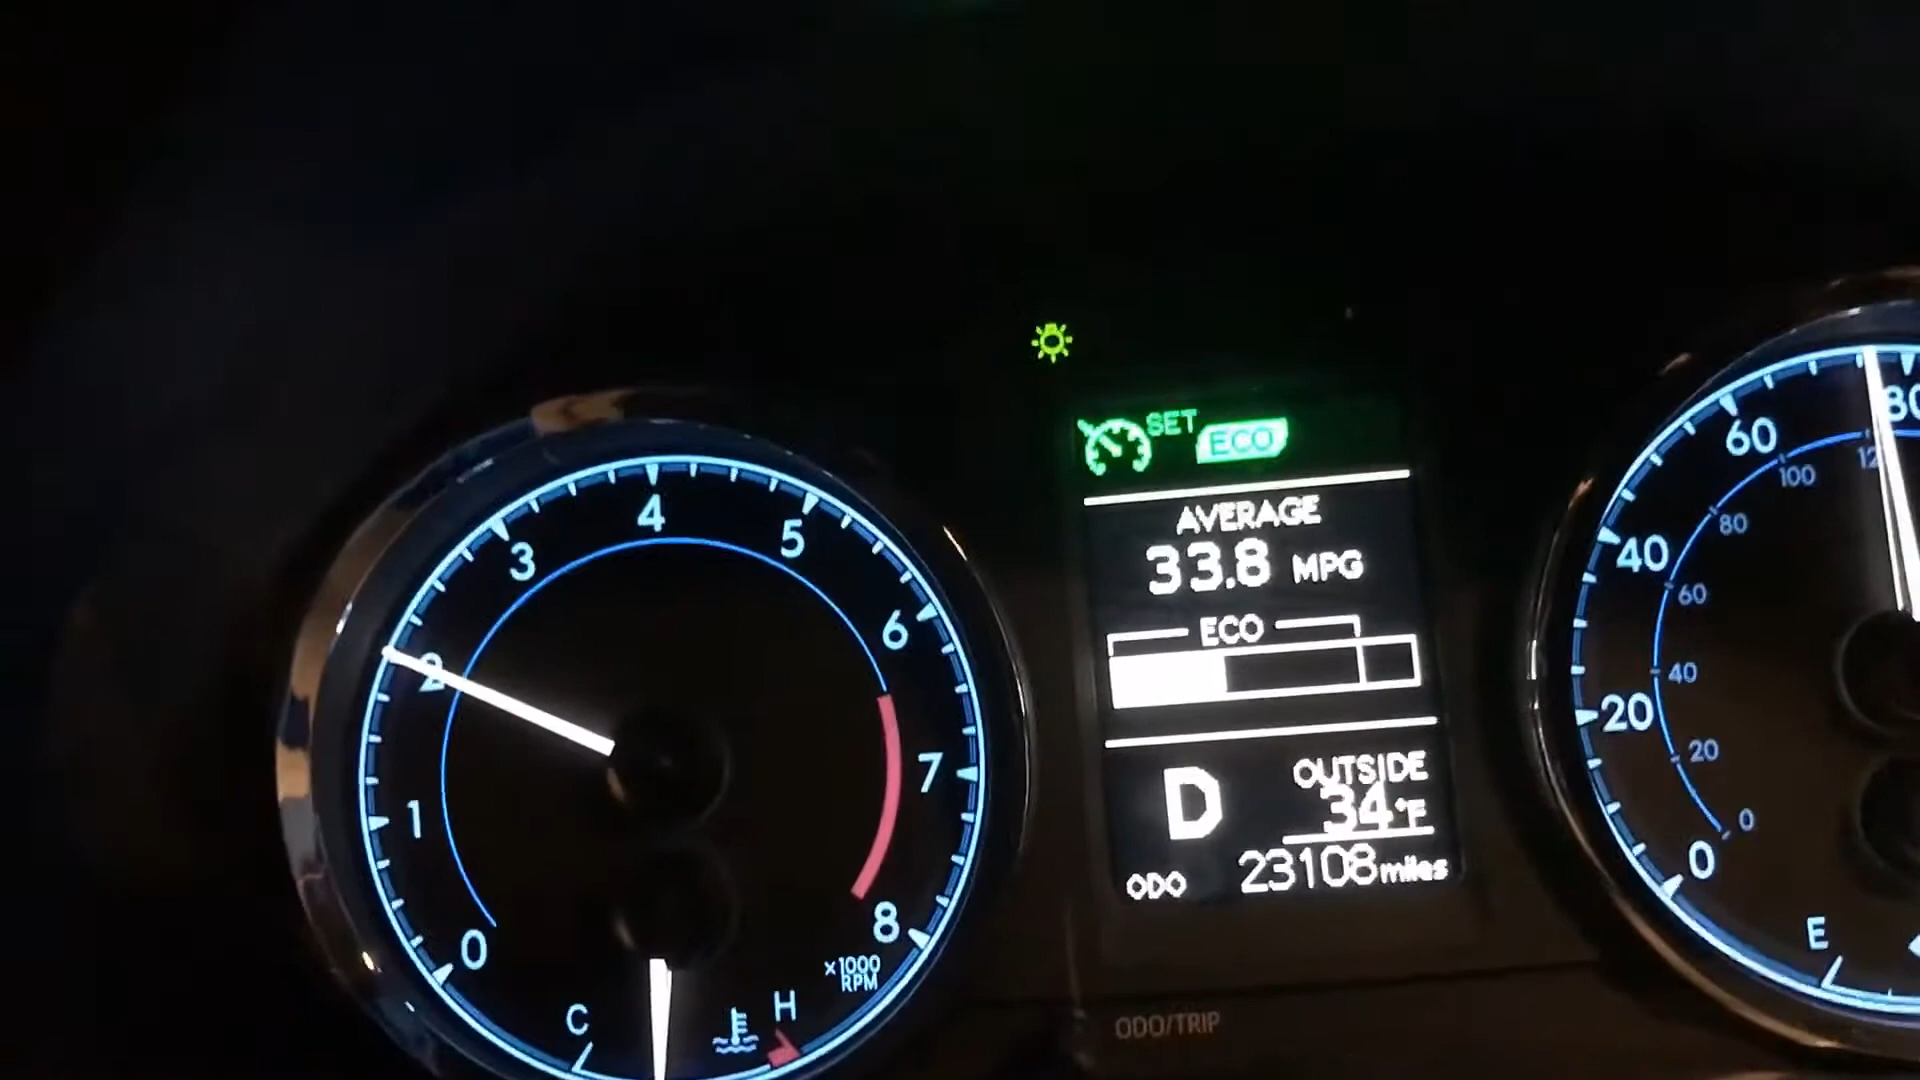 SET ECO
AVERAGE
33.8 MPG
ECO
D
OUTSIDE
34°F
ODO 23108 miles
ODO/TRIP
0
1
2
3
4
5
6
7
8
×1000
RPM
C
H
0
20
40
60
80
0
20
40
60
80
100
E